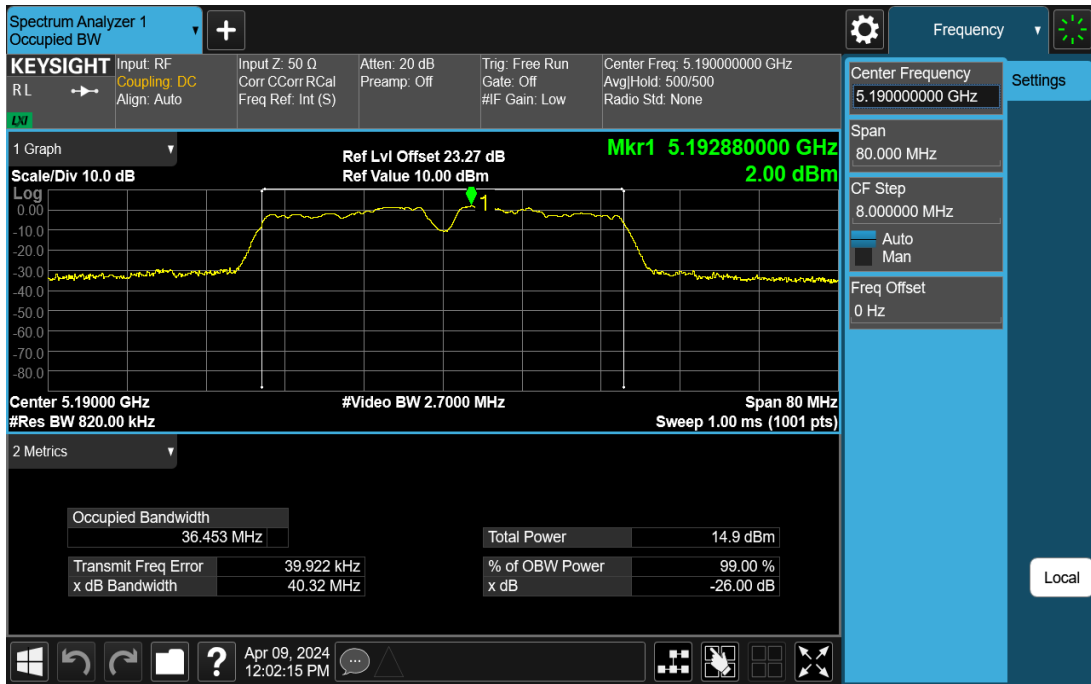 Spectrum Analyzer 1
Occupied BW
+
Frequency
KEYSIGHT
R L
LXI
Input: RF
Coupling: DC
Align: Auto
Input Z: 50 Ω
Corr CCorr RCal
Freq Ref: Int (S)
Atten: 20 dB
Preamp: Off
Trig: Free Run
Gate: Off
#IF Gain: Low
Center Freq: 5.190000000 GHz
Avg|Hold: 500/500
Radio Std: None
Center Frequency
5.190000000 GHz
Settings
Span
80.000 MHz
CF Step
8.000000 MHz
Auto
Man
Freq Offset
0 Hz
Local
1 Graph
Scale/Div 10.0 dB
Ref Lvl Offset 23.27 dB
Ref Value 10.00 dBm
Mkr1 5.192880000 GHz
2.00 dBm
Log
0.00
-10.0
-20.0
-30.0
-40.0
-50.0
-60.0
-70.0
-80.0
1
Center 5.19000 GHz
#Res BW 820.00 kHz
#Video BW 2.7000 MHz
Span 80 MHz
Sweep 1.00 ms (1001 pts)
2 Metrics
Occupied Bandwidth
36.453 MHz
Total Power 14.9 dBm
Transmit Freq Error 39.922 kHz
% of OBW Power 99.00 %
x dB Bandwidth 40.32 MHz
x dB -26.00 dB
?
Apr 09, 2024
12:02:15 PM